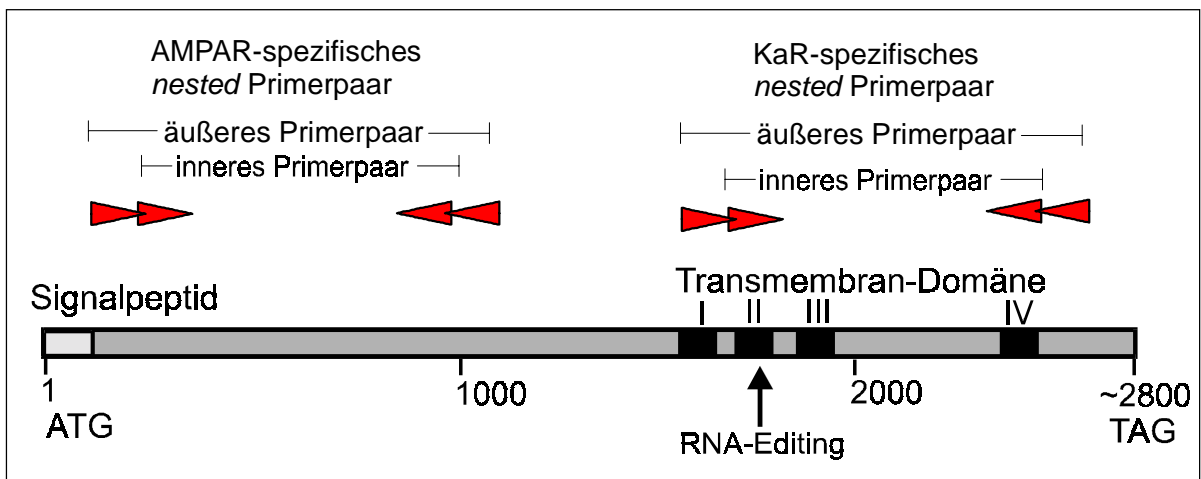 AMPAR-spezifisches
nested Primerpaar
äußeres Primerpaar
inneres Primerpaar
KaR-spezifisches
nested Primerpaar
äußeres Primerpaar
inneres Primerpaar
Signalpeptid
Transmembran-Domäne
I II III IV
1 1000 2000 ~2800
ATG TAG
RNA-Editing